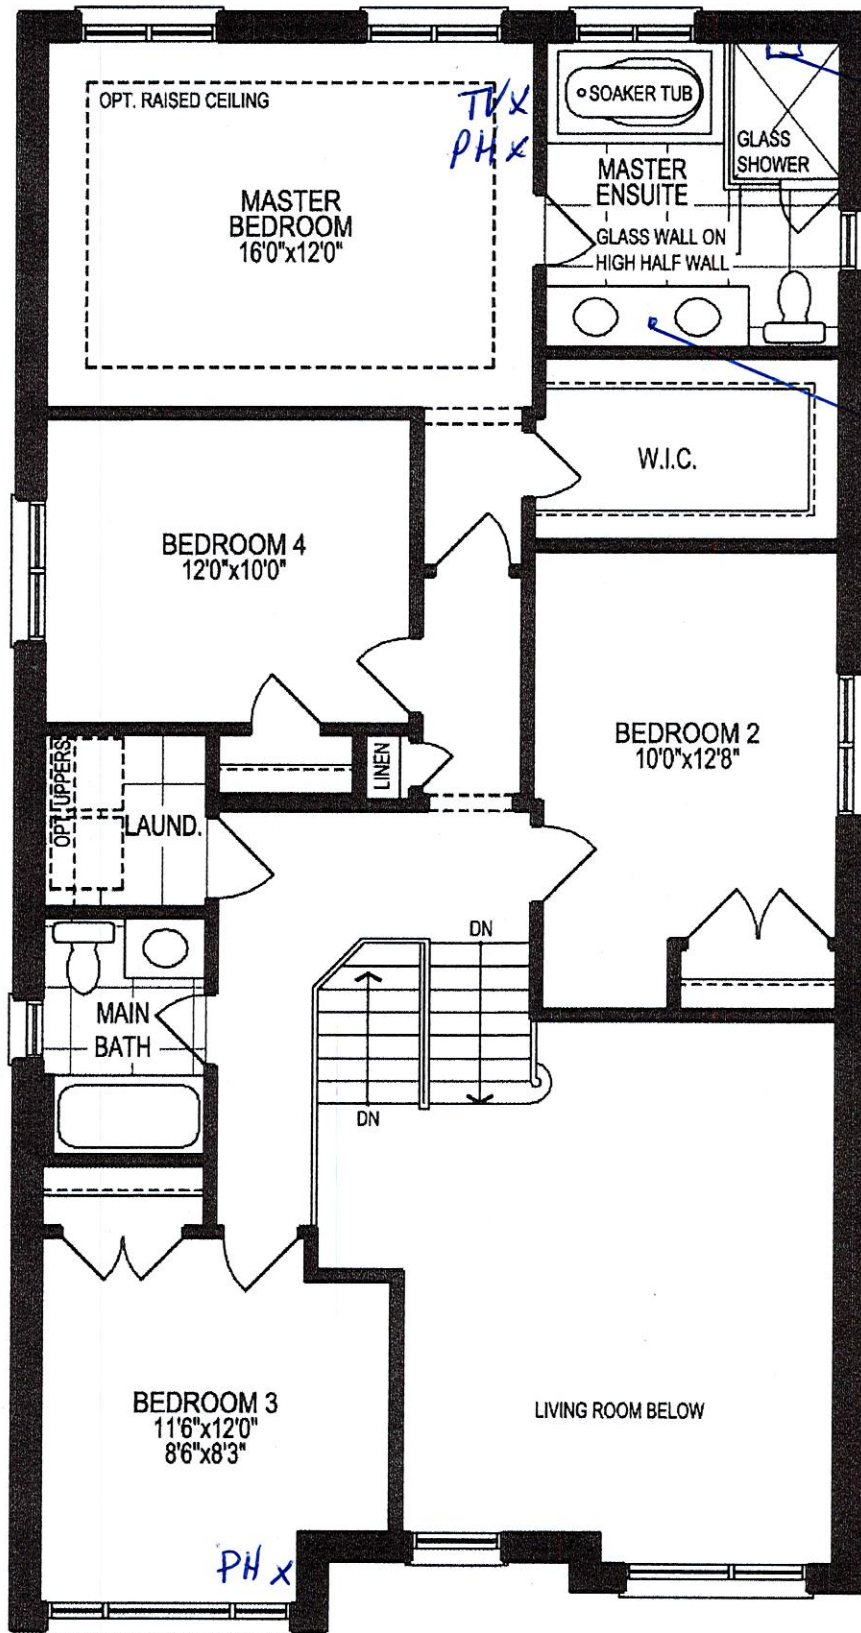 OPT. RAISED CEILING
TV X
PH X
SOAKER TUB
GLASS
SHOWER
MASTER
BEDROOM
16'0"x12'0"
MASTER
ENSUITE
GLASS WALL ON
HIGH HALF WALL
W.I.C.
BEDROOM 4
12'0"x10'0"
BEDROOM 2
10'0"x12'8"
OPT. UPPERS
LAUND.
LINEN
DN
MAIN
BATH
DN
BEDROOM 3
11'6"x12'0"
8'6"x8'3"
LIVING ROOM BELOW
PH X